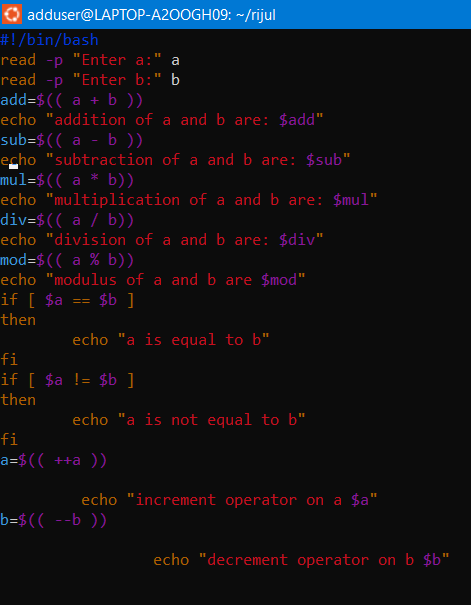 adduser@LAPTOP-A2OOGH09: ~/rijul
#!/bin/bash
read -p "Enter a:" a
read -p "Enter b:" b
add=$(( a + b ))
echo "addition of a and b are: $add"
sub=$(( a - b ))
echo "subtraction of a and b are: $sub"
mul=$(( a * b))
echo "multiplication of a and b are: $mul"
div=$(( a / b))
echo "division of a and b are: $div"
mod=$(( a % b))
echo "modulus of a and b are $mod"
if [ $a == $b ]
then
        echo "a is equal to b"
fi
if [ $a != $b ]
then
        echo "a is not equal to b"
fi
a=$(( ++a ))
         echo "increment operator on a $a"
b=$(( --b ))
                 echo "decrement operator on b $b"